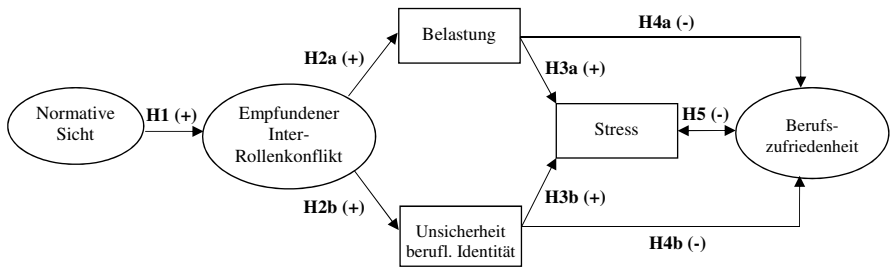 H4a (-)
Belastung
H2a (+)
H3a (+)
Normative
Sicht
H1 (+)
Empfundener
Inter-
Rollenkonflikt
Stress
H5 (-)
Berufs-
zufriedenheit
H2b (+)
H3b (+)
Unsicherheit
berufl. Identität
H4b (-)